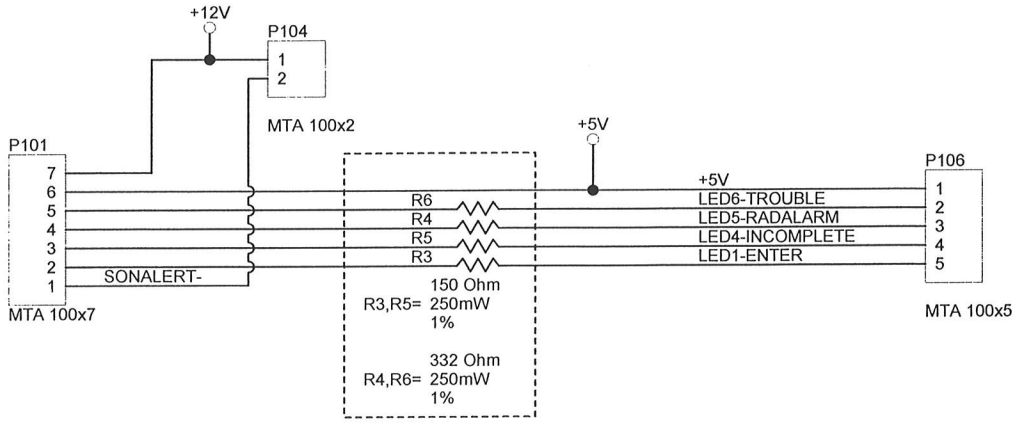 +12V
P104
1
2
MTA 100x2
+5V
P101
P106
7
6
5
4
3
2
1
+5V
LED6-TROUBLE
LED5-RADALARM
LED4-INCOMPLETE
LED1-ENTER
1
2
3
4
5
R6
R4
R5
R3
SONALERT-
MTA 100x7
MTA 100x5
150 Ohm
R3,R5= 250mW
1%
332 Ohm
R4,R6= 250mW
1%